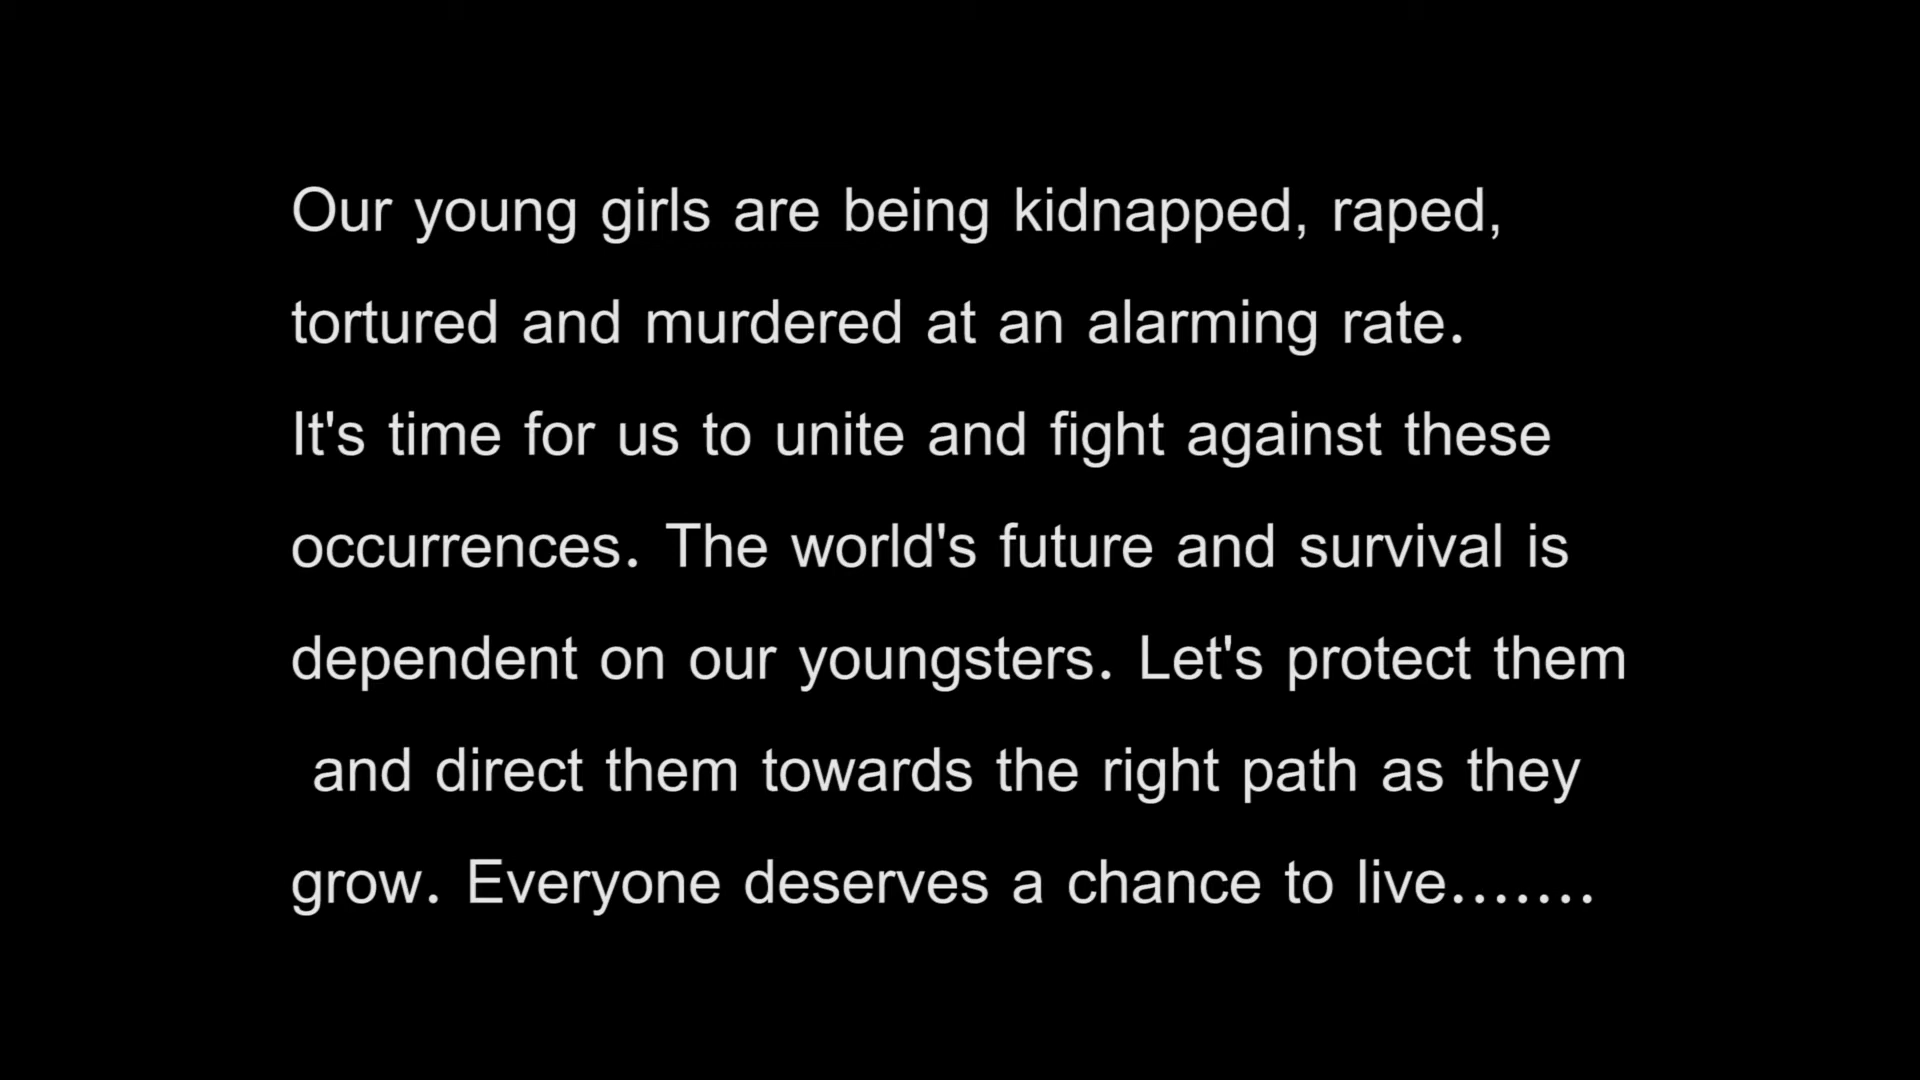 Our young girls are being kidnapped, raped,
tortured and murdered at an alarming rate.
It's time for us to unite and fight against these
occurrences. The world's future and survival is
dependent on our youngsters. Let's protect them
and direct them towards the right path as they
grow. Everyone deserves a chance to live.......